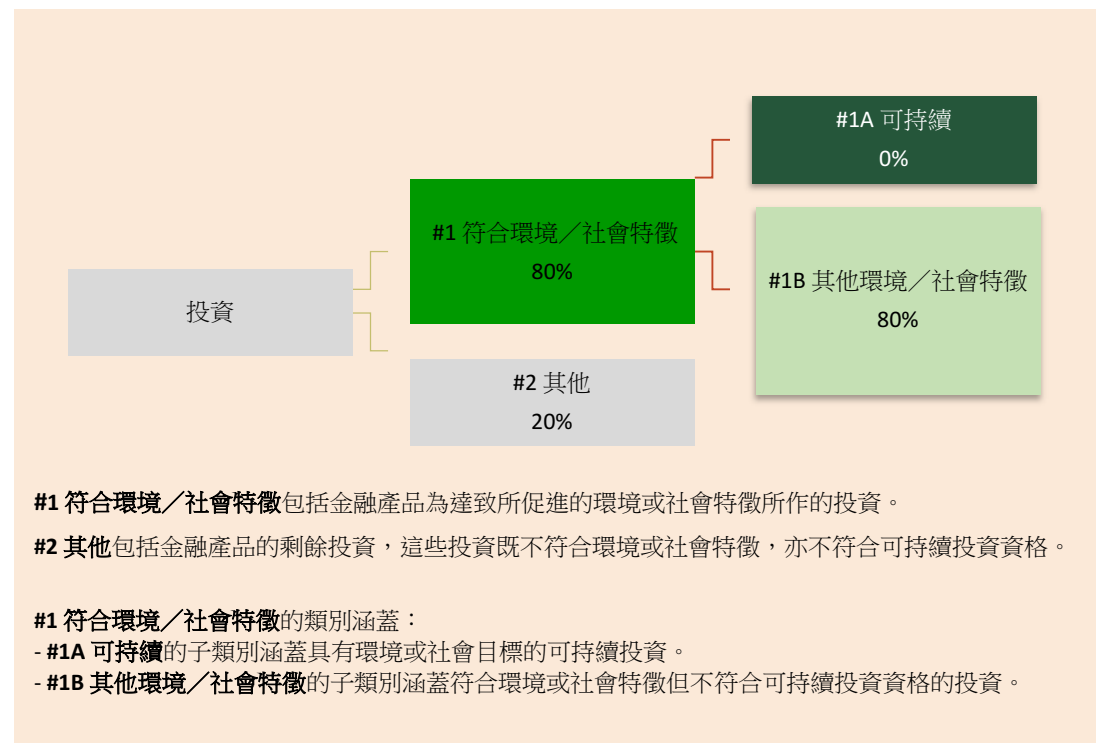 #1A 可持續
0%
#1 符合環境／社會特徵
80%
#1B 其他環境／社會特徵
80%
投資
#2 其他
20%
#1 符合環境／社會特徵包括金融產品為達致所促進的環境或社會特徵所作的投資。
#2 其他包括金融產品的剩餘投資，這些投資既不符合環境或社會特徵，亦不符合可持續投資資格。
#1 符合環境／社會特徵的類別涵蓋：
- #1A 可持續的子類別涵蓋具有環境或社會目標的可持續投資。
- #1B 其他環境／社會特徵的子類別涵蓋符合環境或社會特徵但不符合可持續投資資格的投資。